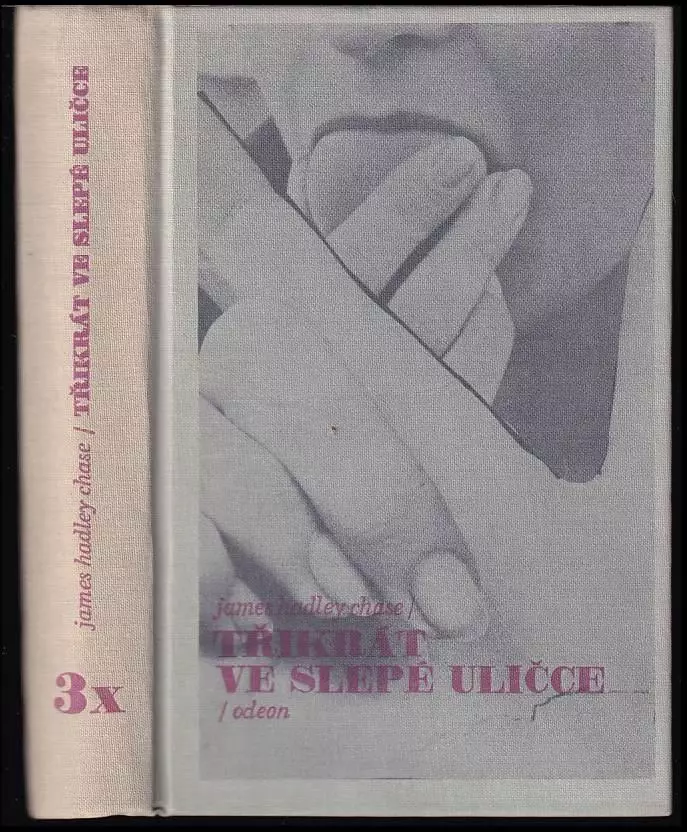 james hadley chase / TŘIKRÁT VE SLEPÉ ULIČCE
3x
james hadley chase /
TŘIKRÁT
VE SLEPÉ ULIČCE
/ odeon